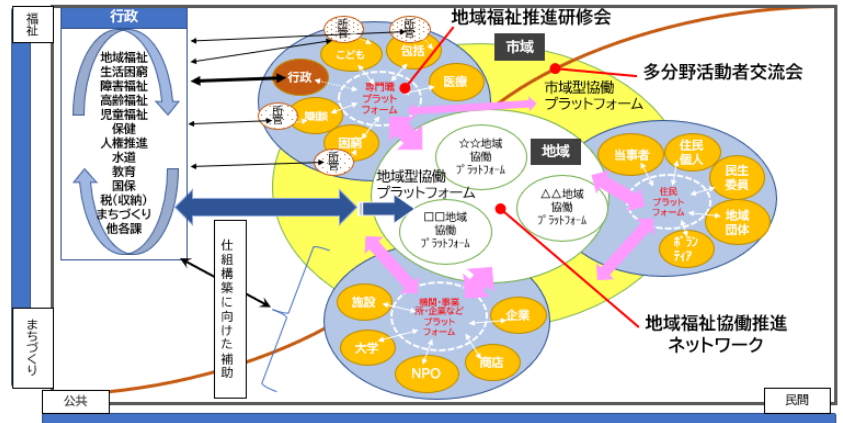 福
祉
行政
地域福祉
生活困窮
障害福祉
高齢福祉
児童福祉
保健
人権推進
水道
教育
国保
税(収納)
まちづくり
他各課
所
管
所
管
所
管
所
管
こども
包括
行政
医療
専門職
プラット
フォーム
困窮
地域福祉推進研修会
市域
多分野活動者交流会
市域型協働
プラットフォーム
☆☆地域
協働
プラットフォーム
地域
地域型協働
プラットフォーム
△△地域
協働
プラットフォーム
□□地域
協働
プラットフォーム
当事者
住民
個人
民生
委員
住民
プラット
フォーム
地域
団体
ボラン
ティア
仕組構築に向けた補助
施設
機関・事業
所・企業など
プラット
フォーム
企業
大学
NPO
商店
地域福祉協働推進
ネットワーク
まちづくり
公共
民間